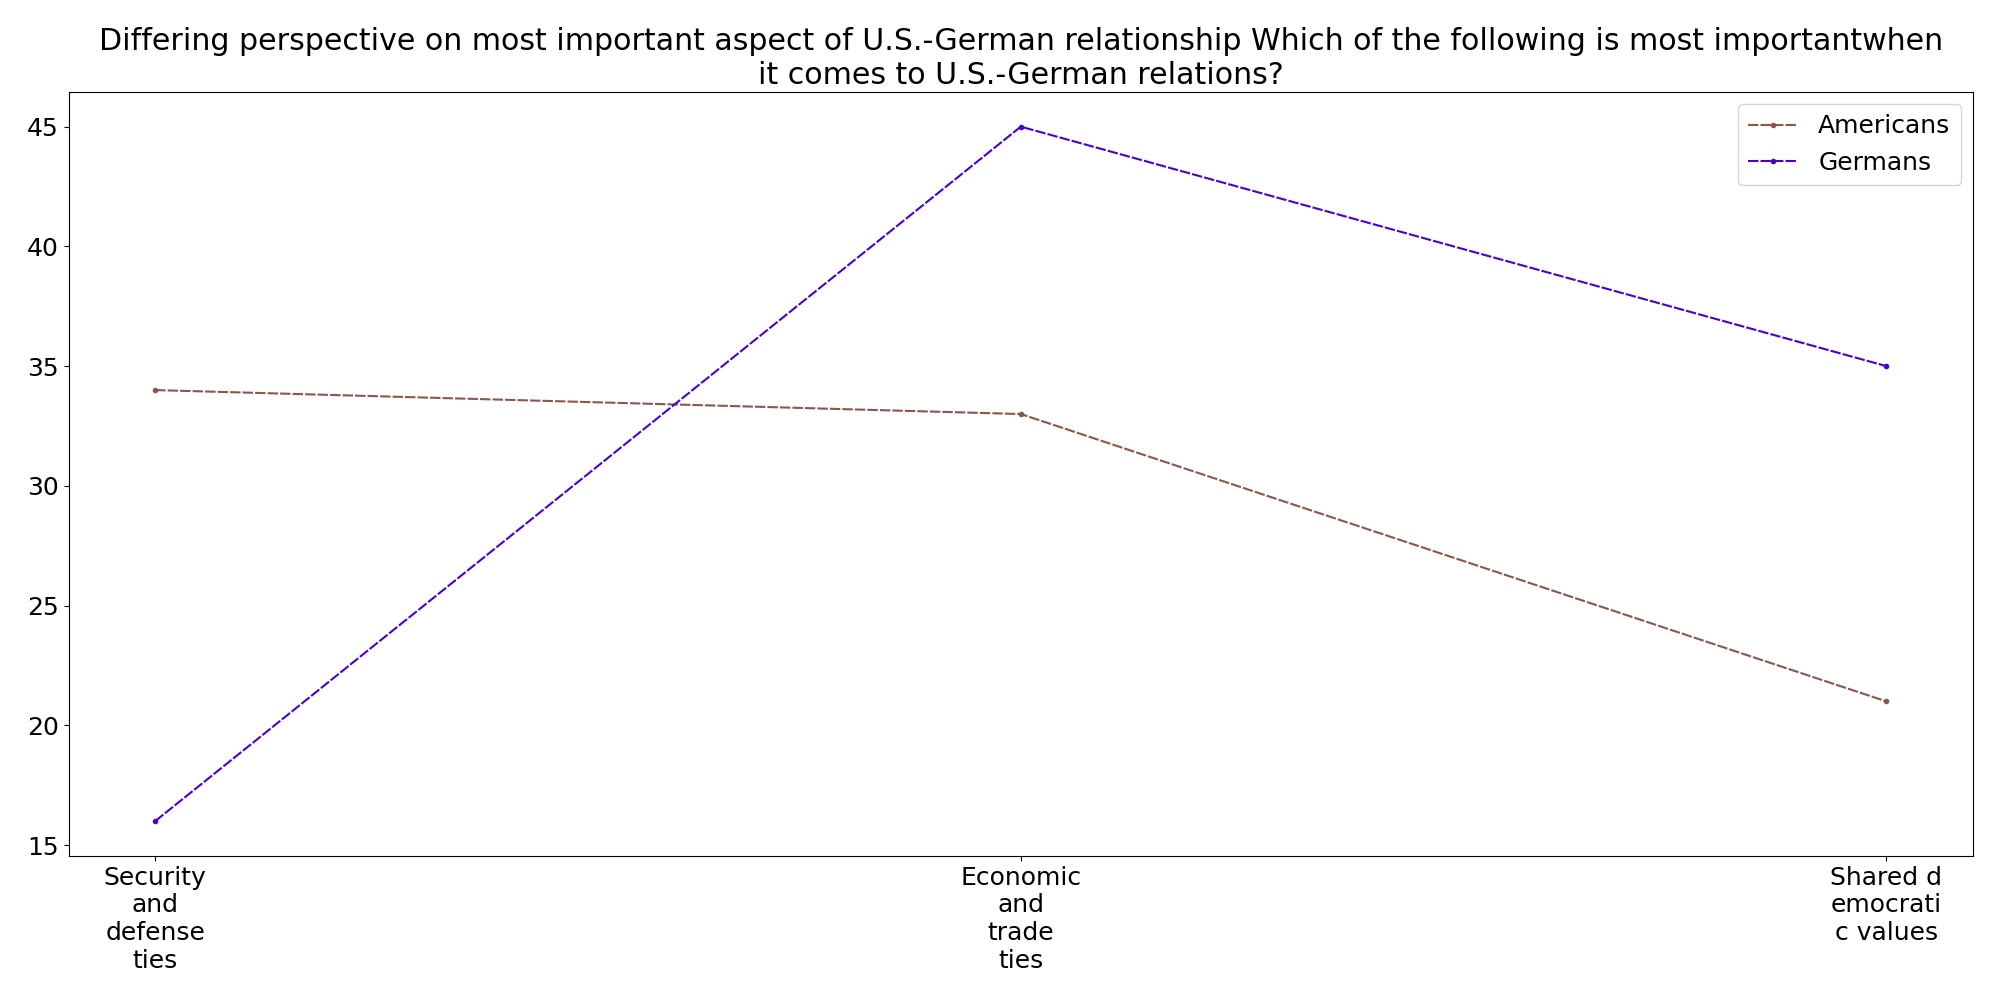 Differing perspective on most important aspect of U.S.-German relationship Which of the following is most importantwhen
it comes to U.S.-German relations?
45
40
35
30
25
20
15
Americans
Germans
Security
and
defense
ties
Economic
and
trade
ties
Shared d
emocrati
c values